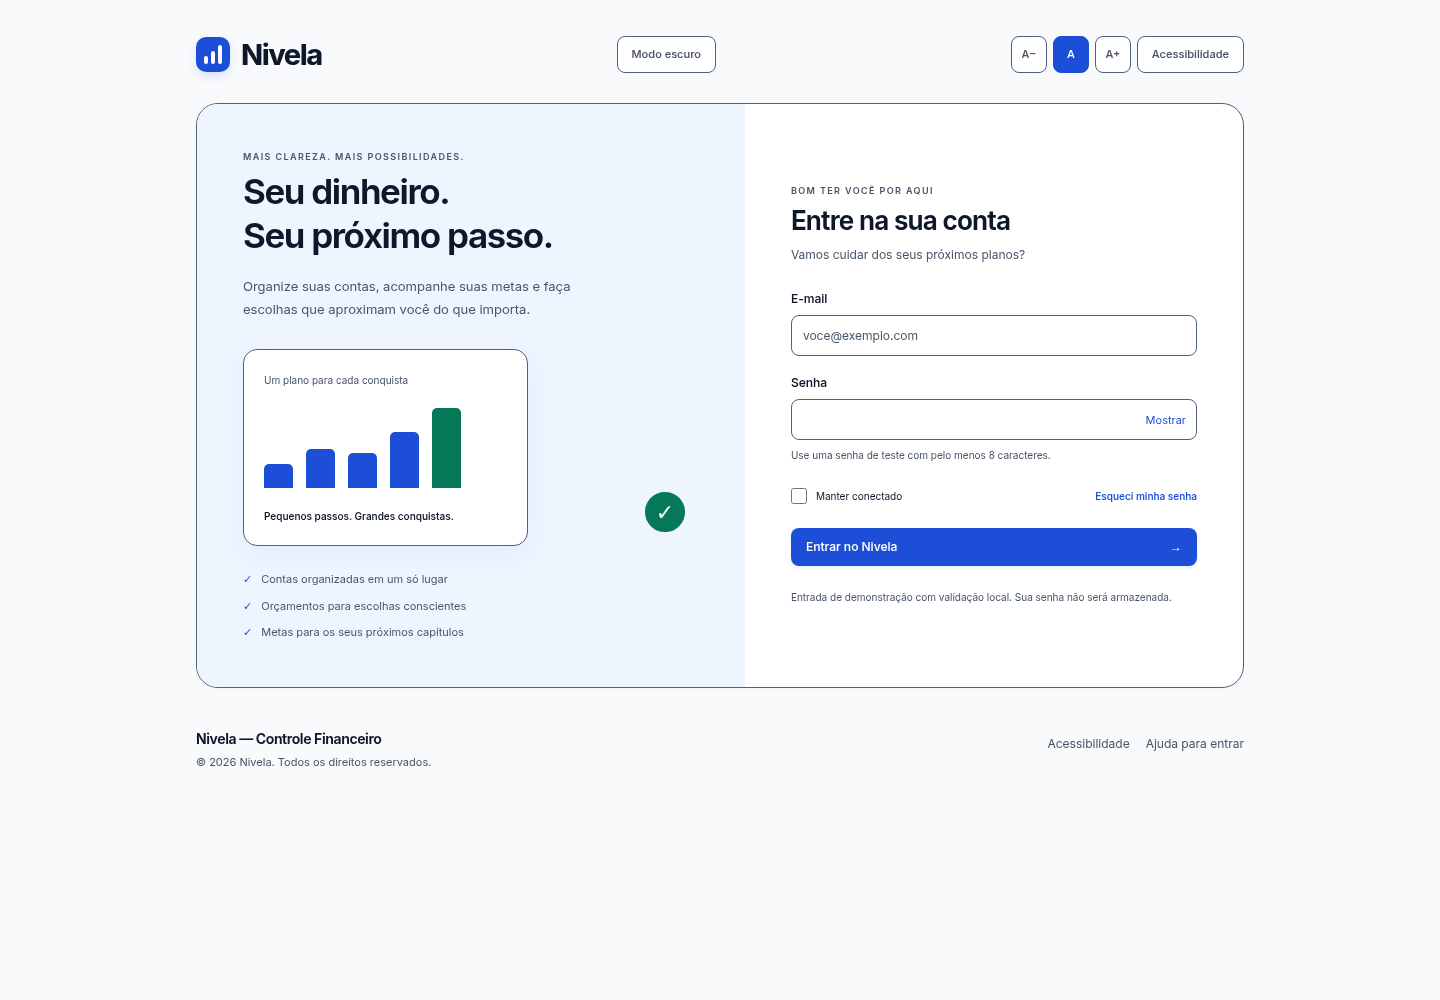 Nivela
Modo escuro
A−
A
A+
Acessibilidade
MAIS CLAREZA. MAIS POSSIBILIDADES.
Seu dinheiro.
Seu próximo passo.
Organize suas contas, acompanhe suas metas e faça
escolhas que aproximam você do que importa.
Um plano para cada conquista
Pequenos passos. Grandes conquistas.
✓
✓ Contas organizadas em um só lugar
✓ Orçamentos para escolhas conscientes
✓ Metas para os seus próximos capítulos
BOM TER VOCÊ POR AQUI
Entre na sua conta
Vamos cuidar dos seus próximos planos?
E-mail
voce@exemplo.com
Senha
Mostrar
Use uma senha de teste com pelo menos 8 caracteres.
Manter conectado
Esqueci minha senha
Entrar no Nivela →
Entrada de demonstração com validação local. Sua senha não será armazenada.
Nivela — Controle Financeiro
© 2026 Nivela. Todos os direitos reservados.
Acessibilidade
Ajuda para entrar